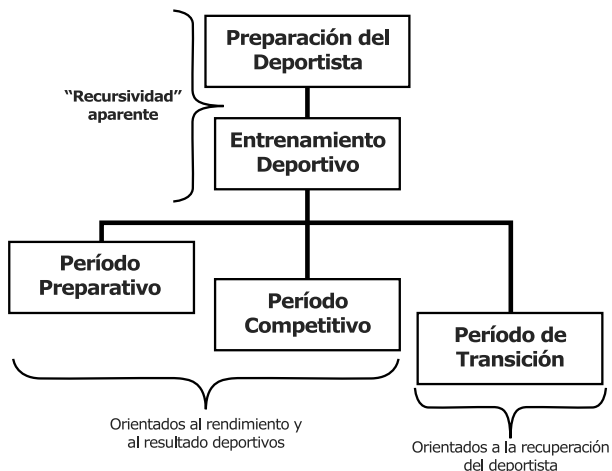 Preparación del
Deportista
“Recursividad”
aparente
Entrenamiento
Deportivo
Período
Preparativo
Período
Competitivo
Período de
Transición
Orientados al rendimiento y
al resultado deportivos
Orientados a la recuperación
del deportista